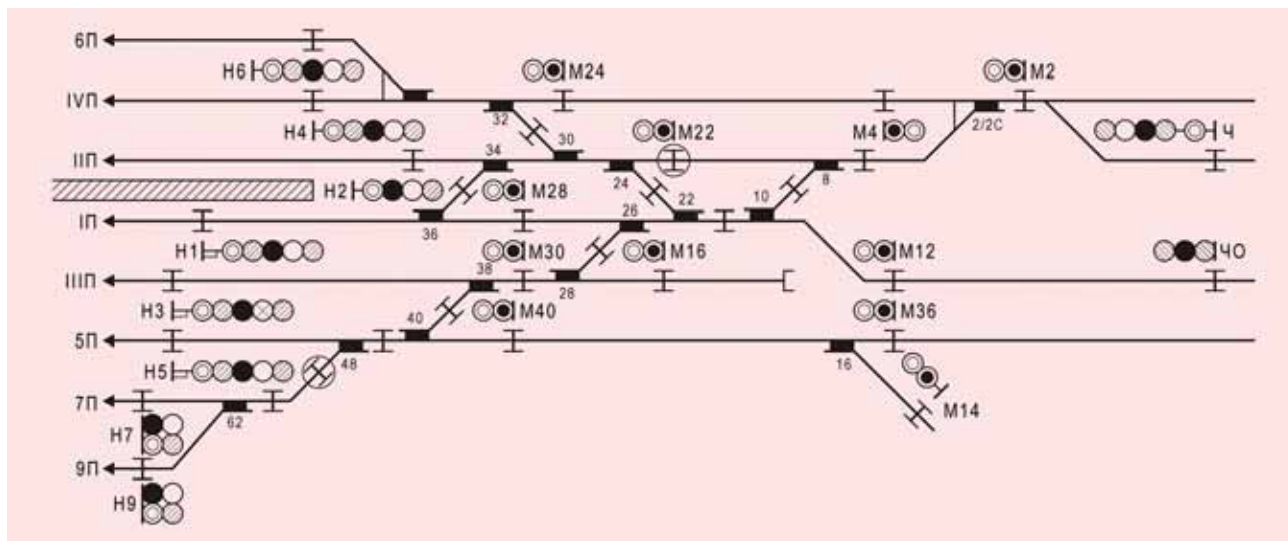 6П
Н6
М24
М2
IVП
32
2/2С
Н4
30
М22
М4
Ч
IIП
34
24
8
Н2
М28
22
10
26
IП
36
Н1
М30
М16
М12
ЧО
38
IIIП
28
Н3
М40
М36
40
5П
48
16
Н5
М14
7П
62
Н7
9П
Н9